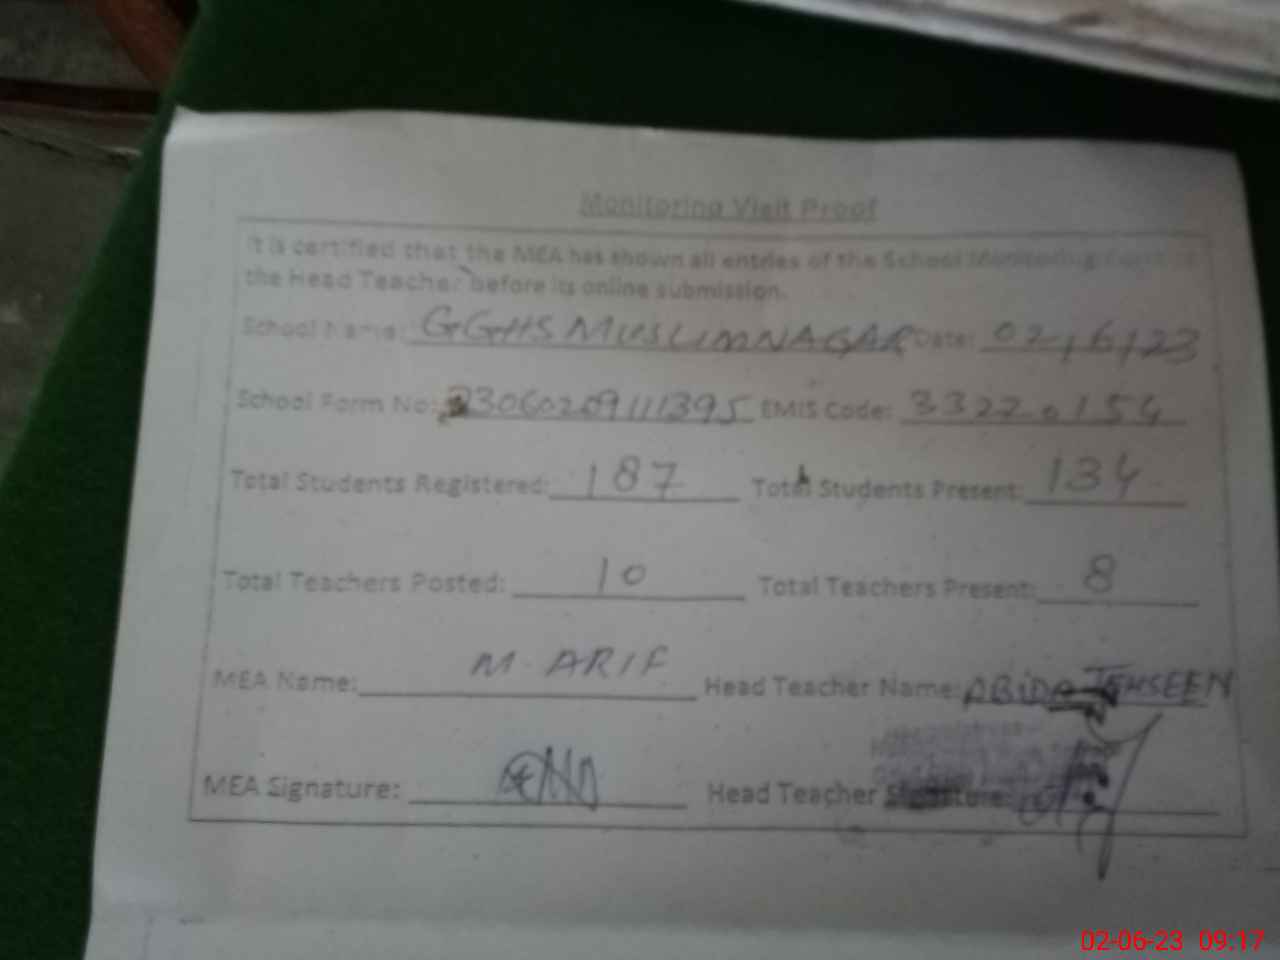 Monitoring Visit Proof
It is certified that the MEA has shown all entries of the School Monitoring
the Head Teacher before its online submission.
School Name: GGHS MUSLIM NAGAR Date: 02/6/23
School Form No: 23060209111395 EMIS Code: 33220154
Total Students Registered: 187 Total Students Present: 134
Total Teachers Posted: 10 Total Teachers Present: 8
MEA Name: M. ARIF Head Teacher Name: ABIDA TEHSEEN
MEA Signature: Head Teacher Signature:
02-06-23 09:17